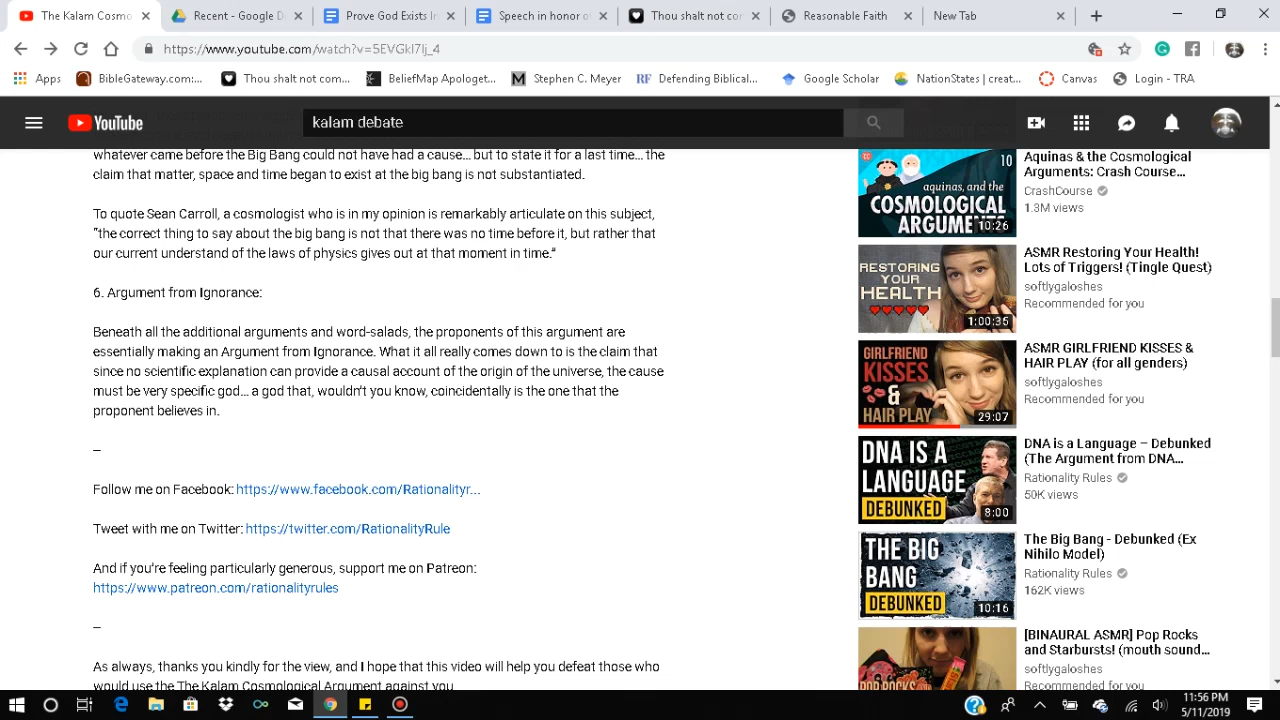 The Kalam Cosmo
Recent - Google D
Prove God Exists In
Speech in honor of
Thou shalt not co
Reasonable Faith
New Tab
https://www.youtube.com/watch?v=5EVGkI7Ij_4
Apps
BibleGateway.com:...
Thou shalt not com...
BeliefMap Apologet...
Stephen C. Meyer
RF Defending Biblical...
Google Scholar
NationStates | creat...
Canvas
Login - TRA
YouTube
kalam debate
whatever came before the Big Bang could not have had a cause... but to state it for a last time... the
claim that matter, space and time began to exist at the big bang is not substantiated.
To quote Sean Carroll, a cosmologist who is in my opinion is remarkably articulate on this subject,
"the correct thing to say about the big bang is not that there was no time before it, but rather that
our current understand of the laws of physics gives out at that moment in time."
6. Argument from Ignorance:
Beneath all the additional arguments and word-salads, the proponents of this argument are
essentially making an Argument from Ignorance. What it all really comes down to is the claim that
since no scientific explanation can provide a causal account of the origin of the universe, the cause
must be very specific god... a god that, wouldn't you know, coincidentally is the one that the
proponent believes in.
–
Follow me on Facebook: https://www.facebook.com/Rationalityr...
Tweet with me on Twitter: https://twitter.com/RationalityRule
And if you're feeling particularly generous, support me on Patreon:
https://www.patreon.com/rationalityrules
–
As always, thanks you kindly for the view, and I hope that this video will help you defeat those who
would use the The Kalam Cosmological Argument against you
10
aquinas, and the
COSMOLOGICAL
ARGUMENTS
10:26
Aquinas & the Cosmological
Arguments: Crash Course...
CrashCourse
1.3M views
RESTORING
YOUR
HEALTH
1:00:35
ASMR Restoring Your Health!
Lots of Triggers! (Tingle Quest)
softlygaloshes
Recommended for you
GIRLFRIEND
KISSES
&
HAIR PLAY
29:07
ASMR GIRLFRIEND KISSES &
HAIR PLAY (for all genders)
softlygaloshes
Recommended for you
DNA IS A
LANGUAGE
DEBUNKED
8:00
DNA is a Language – Debunked
(The Argument from DNA...
Rationality Rules
50K views
THE BIG
BANG
DEBUNKED
10:16
The Big Bang - Debunked (Ex
Nihilo Model)
Rationality Rules
162K views
POP ROCKS
[BINAURAL ASMR] Pop Rocks
and Starbursts! (mouth sound...
softlygaloshes
Recommended for you
11:56 PM
5/11/2019